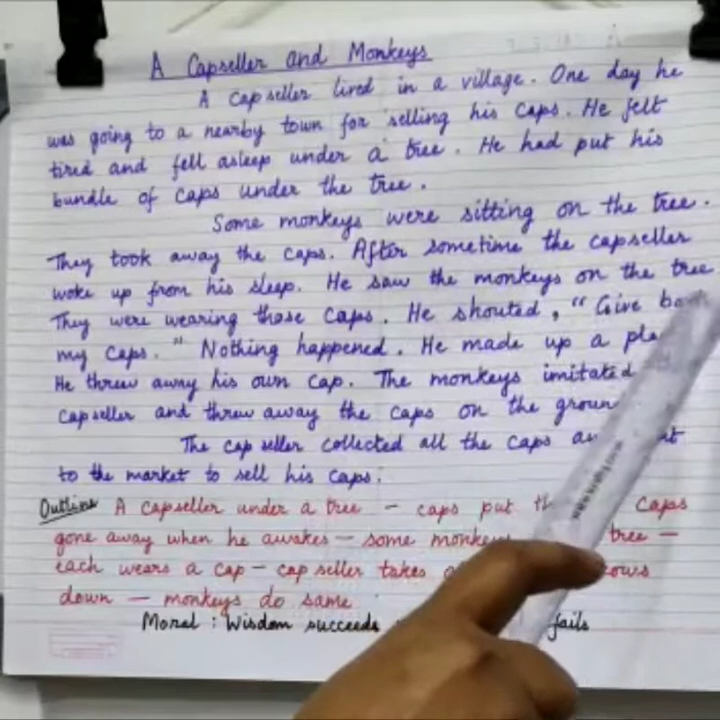 A Capseller and Monkeys
A capseller lived in a village. One day he
was going to a nearby town for selling his caps. He felt
tired and fell asleep under a tree. He had put his
bundle of caps under the tree.
Some monkeys were sitting on the tree.
They took away the caps. After sometime the capseller
woke up from his sleep. He saw the monkeys on the tree
They were wearing those caps. He shouted, "Give
my caps." Nothing happened. He made up a
He threw away his own cap. The monkeys imitated
capseller and threw away the caps on the
The capseller collected all the caps
to the market to sell his caps.
Outline A capseller under a tree - caps put caps
gone away when he awakes - some tree -
each wears a cap - capseller takes
down - monkeys do same
Moral : Wisdom succeeds fails